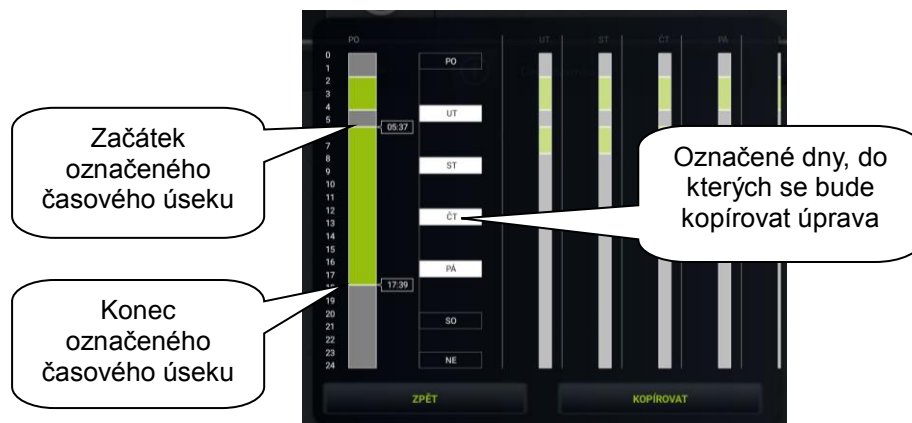 Začátek
označeného
časového úseku
Konec
označeného
časového úseku
PO
UT
ST
ČT
PÁ
0
1
2
3
4
5
7
8
9
10
11
12
13
14
15
16
17
19
20
21
22
23
24
05:37
17:39
PO
UT
ST
ČT
PÁ
SO
NE
Označené dny, do
kterých se bude
kopírovat úprava
ZPĚT
KOPÍROVAT